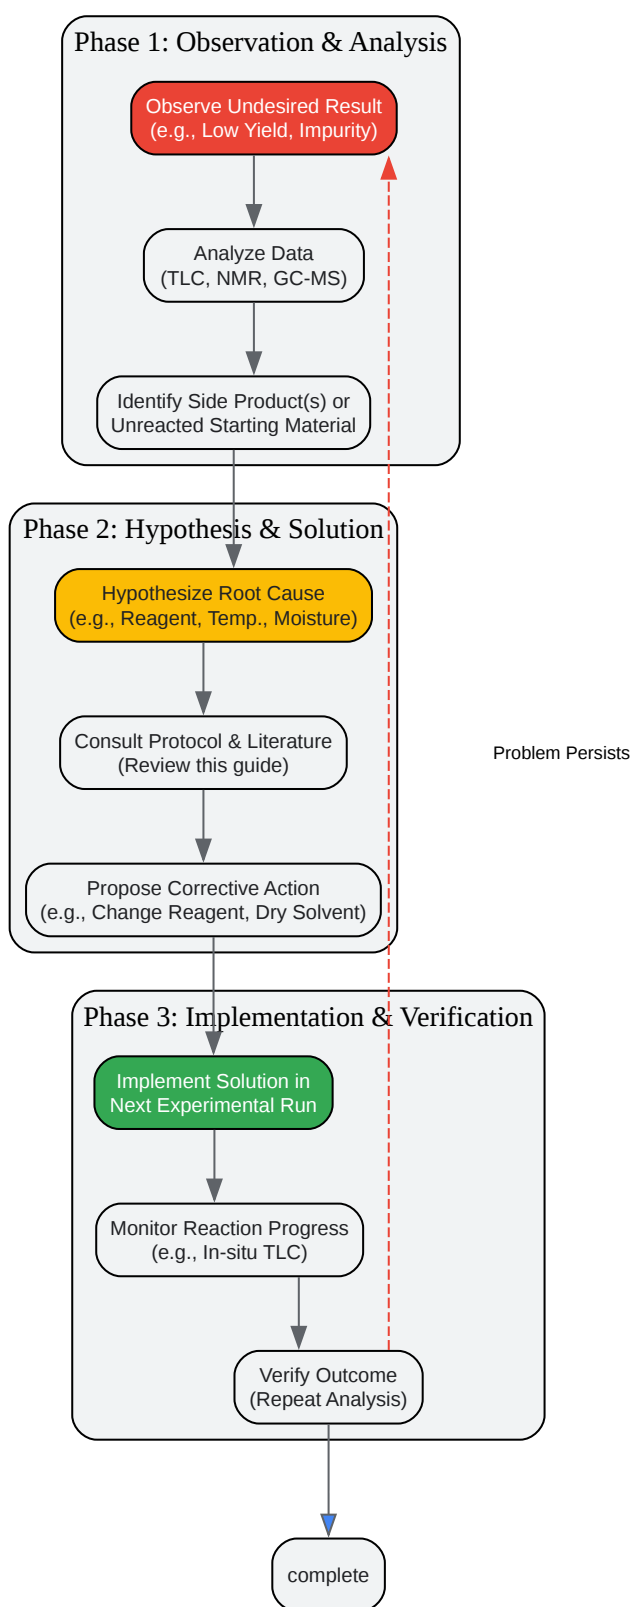 Phase 1: Observation & Analysis
Observe Undesired Result
(e.g., Low Yield, Impurity)
Analyze Data
(TLC, NMR, GC-MS)
Identify Side Product(s) or
Unreacted Starting Material
Phase 2: Hypothesis & Solution
Hypothesize Root Cause
(e.g., Reagent, Temp., Moisture)
Consult Protocol & Literature
(Review this guide)
Problem Persists
Propose Corrective Action
(e.g., Change Reagent, Dry Solvent)
Phase 3: Implementation & Verification
Implement Solution in
Next Experimental Run
Monitor Reaction Progress
(e.g., In-situ TLC)
Verify Outcome
(Repeat Analysis)
complete